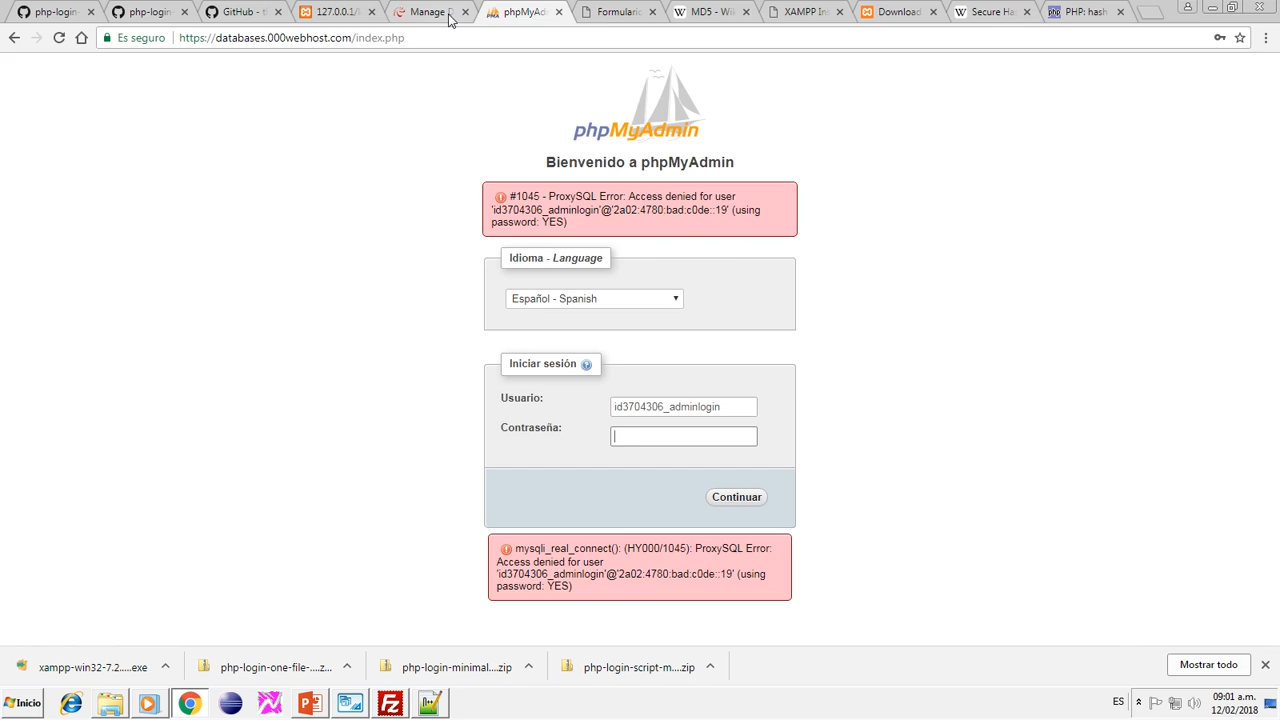 php-login-
php-login-
GitHub - t
127.0.0.1/
Manage
phpMyAd
Formulario
MD5 - W
XAMPP In
Download
Secure Ha
PHP: hash
Es seguro
https://databases.000webhost.com/index.php
phpMyAdmin
Bienvenido a phpMyAdmin
#1045 - ProxySQL Error: Access denied for user
'id3704306_adminlogin'@'2a02:4780:bad:c0de::19' (using
password: YES)
Idioma - Language
Español - Spanish
Iniciar sesión
Usuario:
id3704306_adminlogin
Contraseña:
Continuar
mysqli_real_connect(): (HY000/1045): ProxySQL Error:
Access denied for user
'id3704306_adminlogin'@'2a02:4780:bad:c0de::19' (using
password: YES)
xampp-win32-7.2.....exe
php-login-one-file-....z...
php-login-minimal....zip
php-login-script-m....zip
Mostrar todo
Inicio
ES
09:01 a.m.
12/02/2018